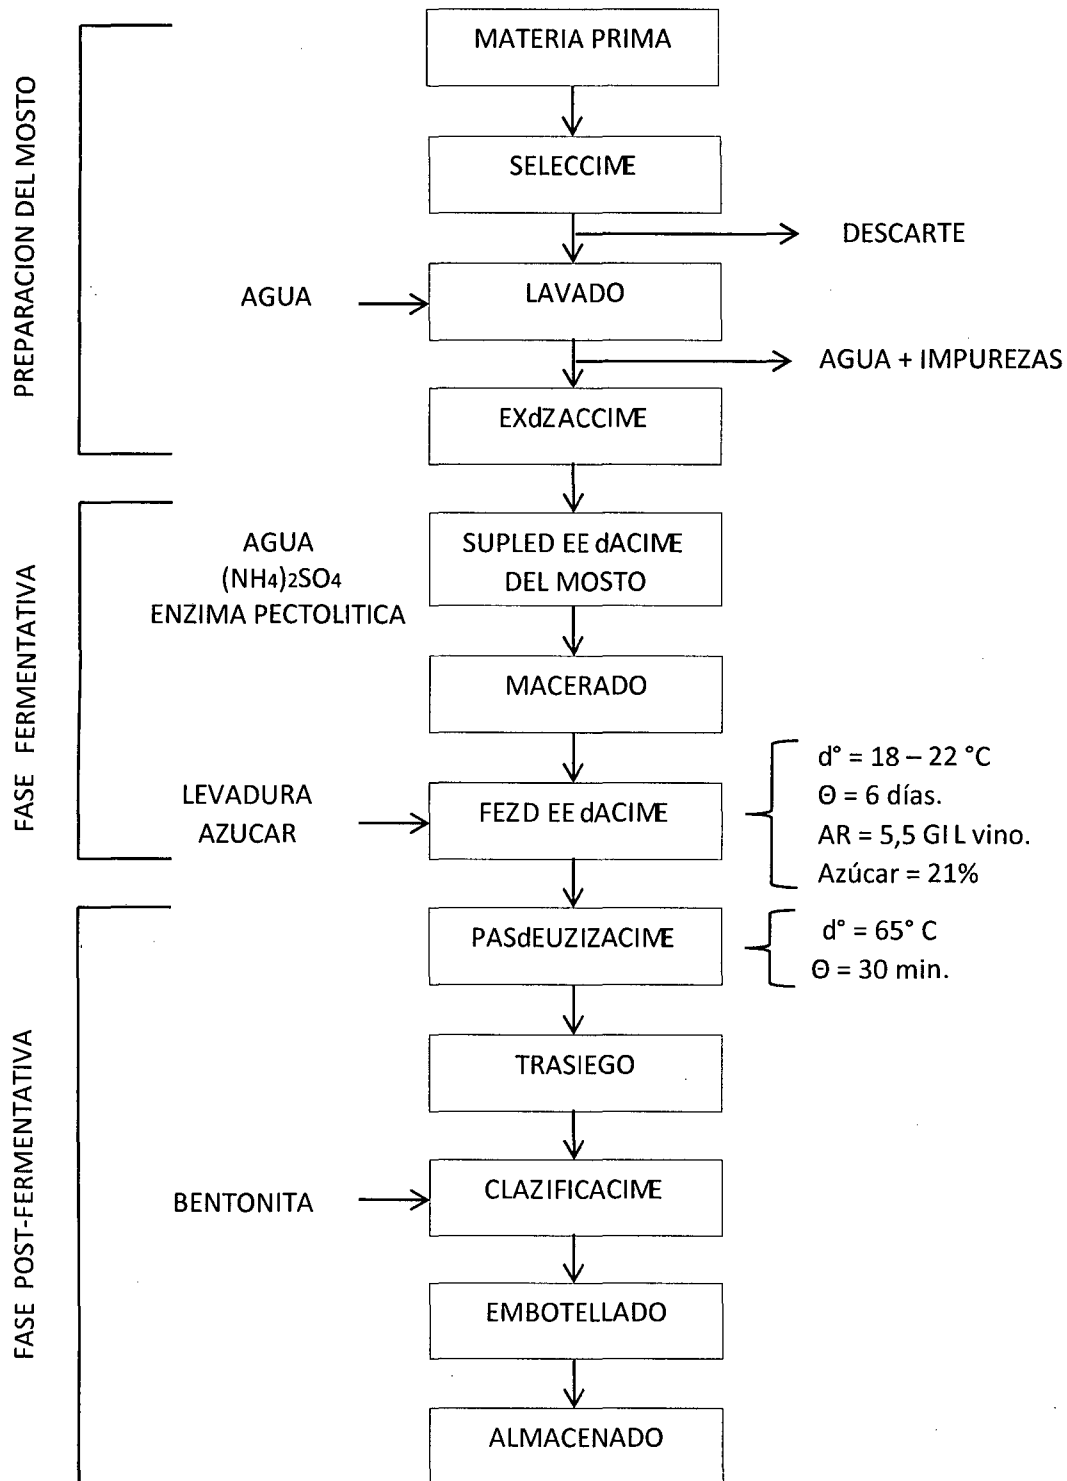 PREPARACION DEL MOSTO
MATERIA PRIMA
SELECCIME
DESCARTE
AGUA
LAVADO
AGUA + IMPUREZAS
EXdZACCIME
FASE FERMENTATIVA
AGUA
(NH4)2SO4
ENZIMA PECTOLITICA
SUPLED EE dACIME
DEL MOSTO
MACERADO
LEVADURA
AZUCAR
FEZD EE dACIME
d° = 18 – 22 °C
Θ = 6 días.
AR = 5,5 GI L vino.
Azúcar = 21%
FASE POST-FERMENTATIVA
PASdEUZIZACIME
d° = 65° C
Θ = 30 min.
TRASIEGO
BENTONITA
CLAZIFICACIME
EMBOTELLADO
ALMACENADO